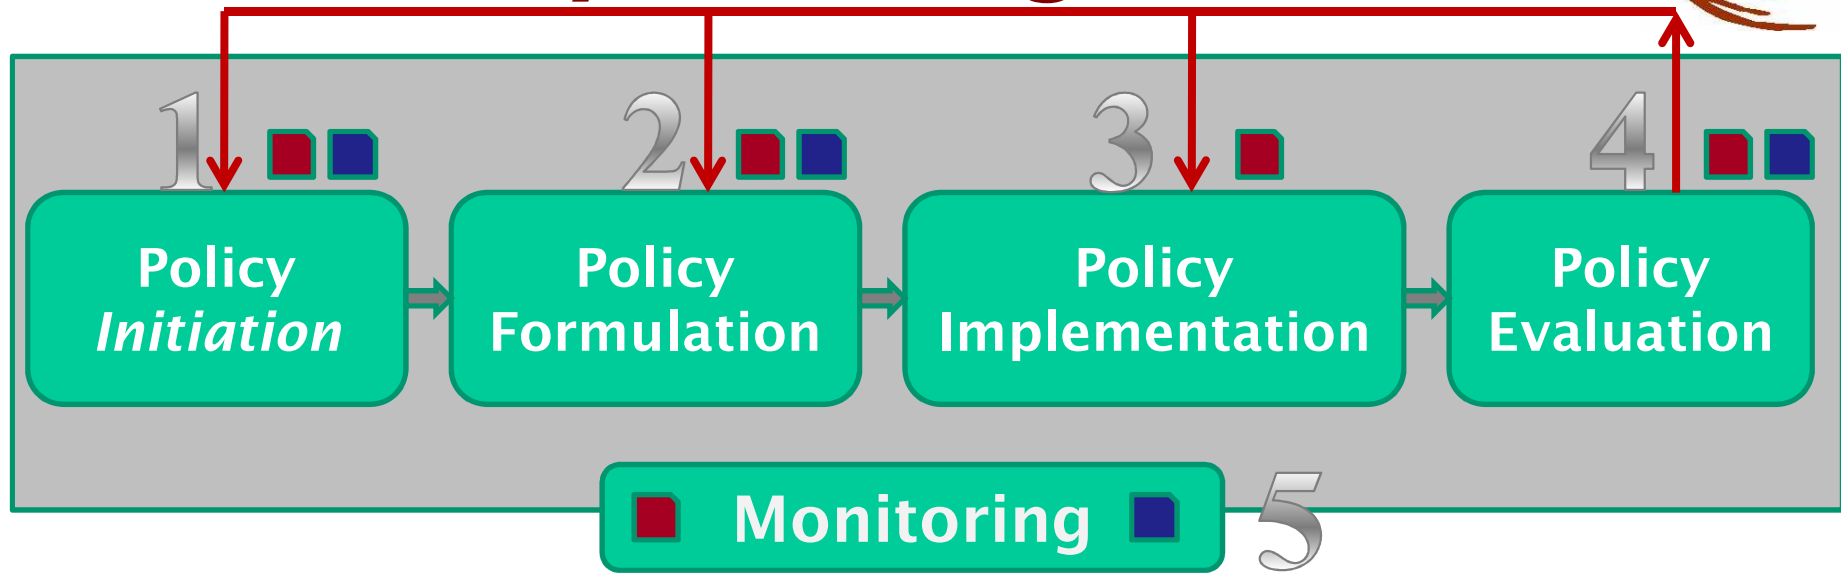 1
2
3
4
Policy
Initiation
Policy
Formulation
Policy
Implementation
Policy
Evaluation
Monitoring
5